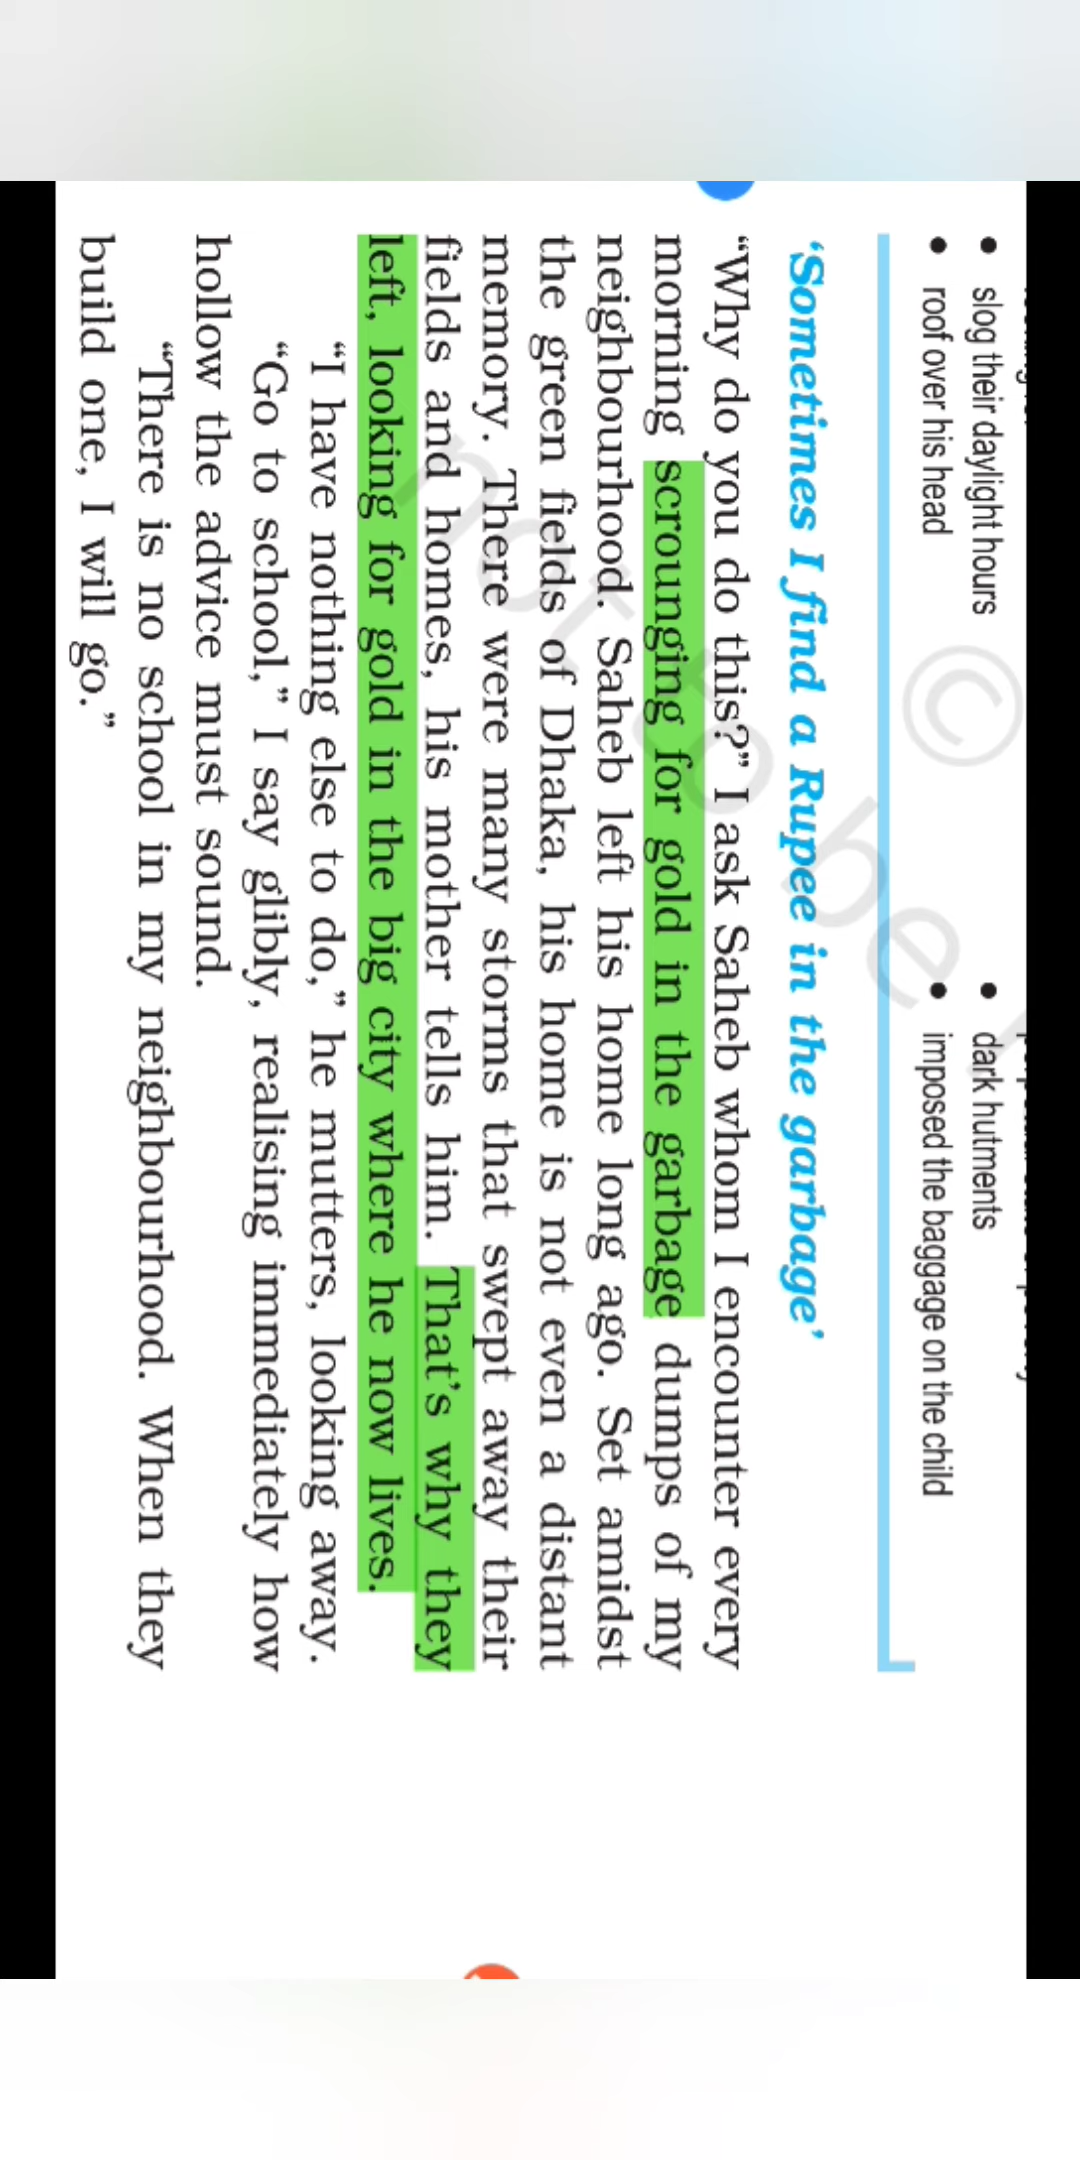 • slog their daylight hours • dark hutments
• roof over his head • imposed the baggage on the child
‘Sometimes I find a Rupee in the garbage’
“Why do you do this?” I ask Saheb whom I encounter every
morning scrounging for gold in the garbage dumps of my
neighbourhood. Saheb left his home long ago. Set amidst
the green fields of Dhaka, his home is not even a distant
memory. There were many storms that swept away their
fields and homes, his mother tells him. That’s why they
left, looking for gold in the big city where he now lives.
“I have nothing else to do,” he mutters, looking away.
“Go to school,” I say glibly, realising immediately how
hollow the advice must sound.
“There is no school in my neighbourhood. When they
build one, I will go.”
©
not to be